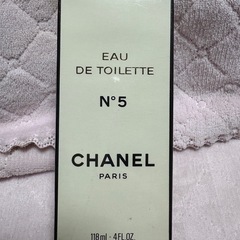 EAU
DE TOILETTE
N°5
CHANEL
PARIS
118 ml - 4 FL. OZ.